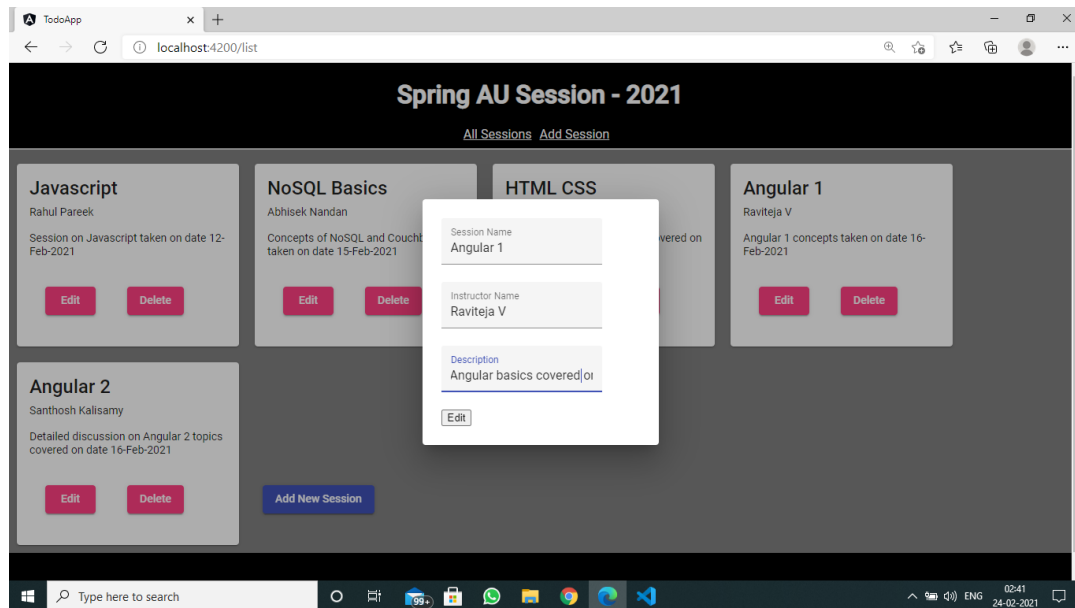 TodoApp
localhost:4200/list
Spring AU Session - 2021
All Sessions Add Session
Javascript
Rahul Pareek
Session on Javascript taken on date 12-
Feb-2021
Edit Delete
NoSQL Basics
Abhisek Nandan
Concepts of NoSQL and Couchb
taken on date 15-Feb-2021
Edit Delete
HTML CSS
vered on
Angular 1
Raviteja V
Angular 1 concepts taken on date 16-
Feb-2021
Edit Delete
Session Name
Angular 1
Instructor Name
Raviteja V
Description
Angular basics covered
Edit
Angular 2
Santhosh Kalisamy
Detailed discussion on Angular 2 topics
covered on date 16-Feb-2021
Edit Delete
Add New Session
Type here to search
99+
ENG
02:41
24-02-2021